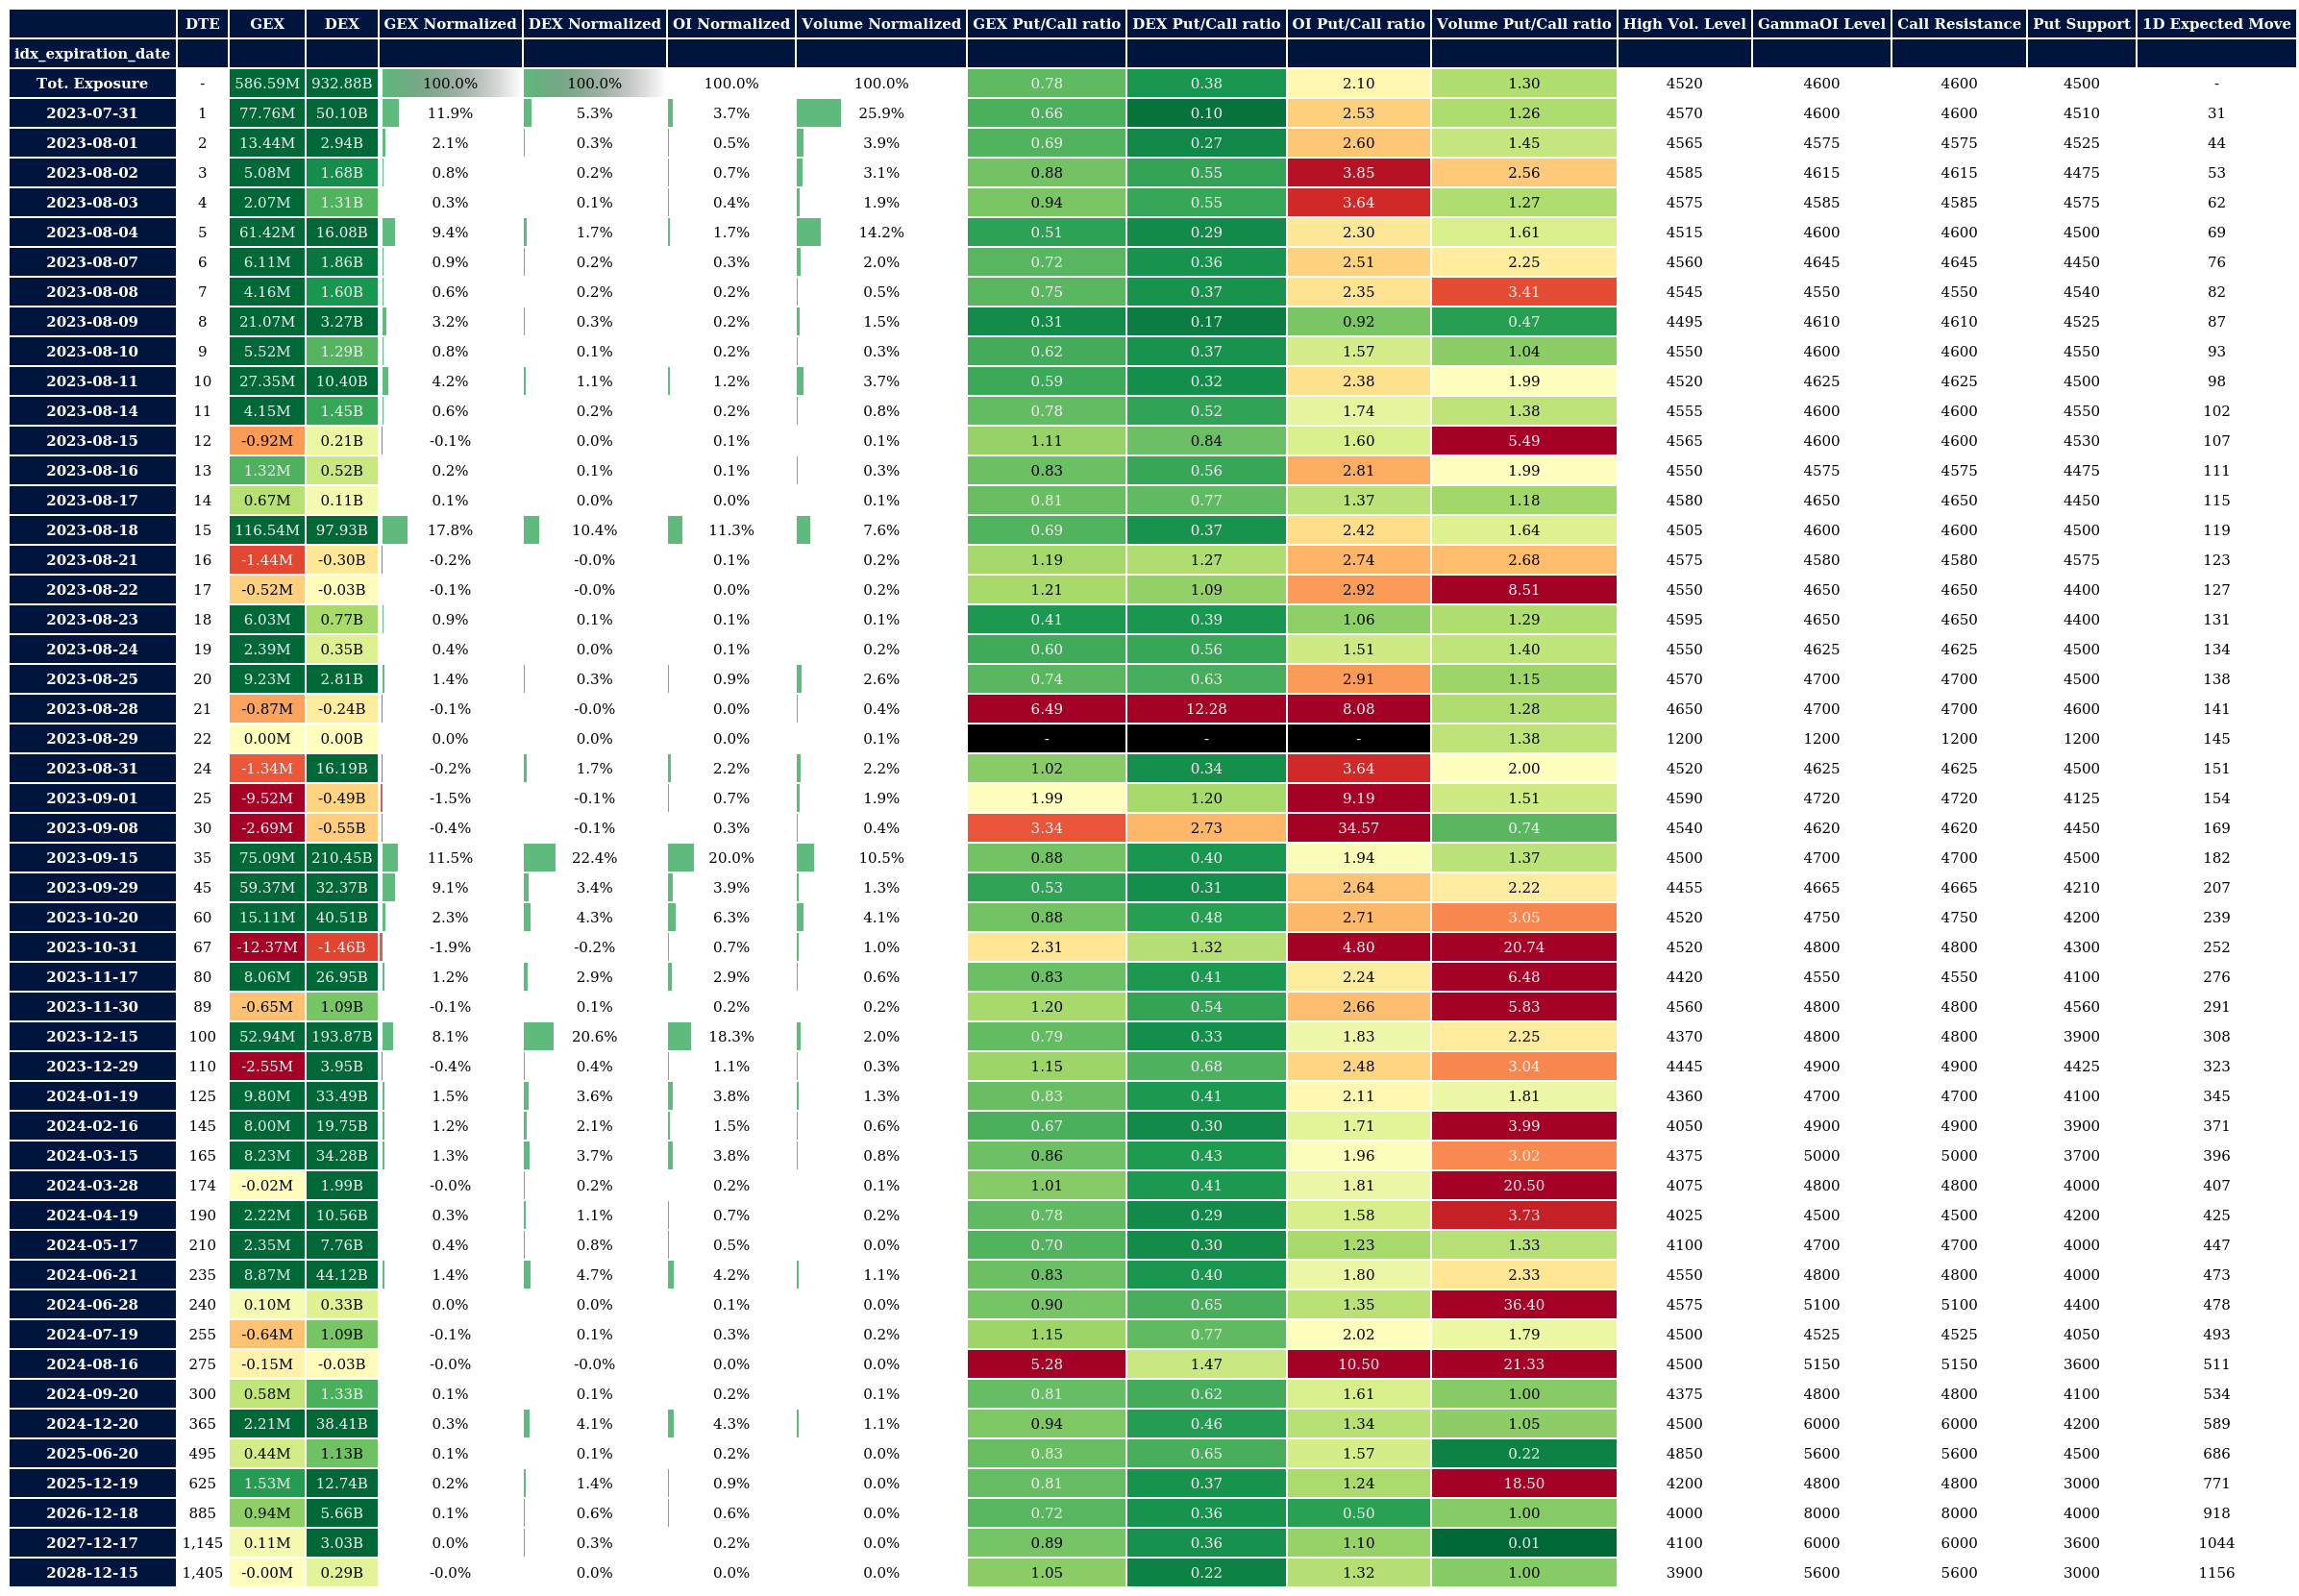 DTE GEX DEX GEX Normalized DEX Normalized OI Normalized Volume Normalized GEX Put/Call ratio DEX Put/Call ratio OI Put/Call ratio Volume Put/Call ratio High Vol. Level GammaOI Level Call Resistance Put Support 1D Expected Move
idx_expiration_date
Tot. Exposure - 586.59M 932.88B 100.0% 100.0% 100.0% 100.0% 0.78 0.38 2.10 1.30 4520 4600 4600 4500 -
2023-07-31 1 77.76M 50.10B 11.9% 5.3% 3.7% 25.9% 0.66 0.10 2.53 1.26 4570 4600 4600 4510 31
2023-08-01 2 13.44M 2.94B 2.1% 0.3% 0.5% 3.9% 0.69 0.27 2.60 1.45 4565 4575 4575 4525 44
2023-08-02 3 5.08M 1.68B 0.8% 0.2% 0.7% 3.1% 0.88 0.55 3.85 2.56 4585 4615 4615 4475 53
2023-08-03 4 2.07M 1.31B 0.3% 0.1% 0.4% 1.9% 0.94 0.55 3.64 1.27 4575 4585 4585 4575 62
2023-08-04 5 61.42M 16.08B 9.4% 1.7% 1.7% 14.2% 0.51 0.29 2.30 1.61 4515 4600 4600 4500 69
2023-08-07 6 6.11M 1.86B 0.9% 0.2% 0.3% 2.0% 0.72 0.36 2.51 2.25 4560 4645 4645 4450 76
2023-08-08 7 4.16M 1.60B 0.6% 0.2% 0.2% 0.5% 0.75 0.37 2.35 3.41 4545 4550 4550 4540 82
2023-08-09 8 21.07M 3.27B 3.2% 0.3% 0.2% 1.5% 0.31 0.17 0.92 0.47 4495 4610 4610 4525 87
2023-08-10 9 5.52M 1.29B 0.8% 0.1% 0.2% 0.3% 0.62 0.37 1.57 1.04 4550 4600 4600 4550 93
2023-08-11 10 27.35M 10.40B 4.2% 1.1% 1.2% 3.7% 0.59 0.32 2.38 1.99 4520 4625 4625 4500 98
2023-08-14 11 4.15M 1.45B 0.6% 0.2% 0.2% 0.8% 0.78 0.52 1.74 1.38 4555 4600 4600 4550 102
2023-08-15 12 -0.92M 0.21B -0.1% 0.0% 0.1% 0.1% 1.11 0.84 1.60 5.49 4565 4600 4600 4530 107
2023-08-16 13 1.32M 0.52B 0.2% 0.1% 0.1% 0.3% 0.83 0.56 2.81 1.99 4550 4575 4575 4475 111
2023-08-17 14 0.67M 0.11B 0.1% 0.0% 0.0% 0.1% 0.81 0.77 1.37 1.18 4580 4650 4650 4450 115
2023-08-18 15 116.54M 97.93B 17.8% 10.4% 11.3% 7.6% 0.69 0.37 2.42 1.64 4505 4600 4600 4500 119
2023-08-21 16 -1.44M -0.30B -0.2% -0.0% 0.1% 0.2% 1.19 1.27 2.74 2.68 4575 4580 4580 4575 123
2023-08-22 17 -0.52M -0.03B -0.1% -0.0% 0.0% 0.2% 1.21 1.09 2.92 8.51 4550 4650 4650 4400 127
2023-08-23 18 6.03M 0.77B 0.9% 0.1% 0.1% 0.1% 0.41 0.39 1.06 1.29 4595 4650 4650 4400 131
2023-08-24 19 2.39M 0.35B 0.4% 0.0% 0.1% 0.2% 0.60 0.56 1.51 1.40 4550 4625 4625 4500 134
2023-08-25 20 9.23M 2.81B 1.4% 0.3% 0.9% 2.6% 0.74 0.63 2.91 1.15 4570 4700 4700 4500 138
2023-08-28 21 -0.87M -0.24B -0.1% -0.0% 0.0% 0.4% 6.49 12.28 8.08 1.28 4650 4700 4700 4600 141
2023-08-29 22 0.00M 0.00B 0.0% 0.0% 0.0% 0.1% - - - 1.38 1200 1200 1200 1200 145
2023-08-31 24 -1.34M 16.19B -0.2% 1.7% 2.2% 2.2% 1.02 0.34 3.64 2.00 4520 4625 4625 4500 151
2023-09-01 25 -9.52M -0.49B -1.5% -0.1% 0.7% 1.9% 1.99 1.20 9.19 1.51 4590 4720 4720 4125 154
2023-09-08 30 -2.69M -0.55B -0.4% -0.1% 0.3% 0.4% 3.34 2.73 34.57 0.74 4540 4620 4620 4450 169
2023-09-15 35 75.09M 210.45B 11.5% 22.4% 20.0% 10.5% 0.88 0.40 1.94 1.37 4500 4700 4700 4500 182
2023-09-29 45 59.37M 32.37B 9.1% 3.4% 3.9% 1.3% 0.53 0.31 2.64 2.22 4455 4665 4665 4210 207
2023-10-20 60 15.11M 40.51B 2.3% 4.3% 6.3% 4.1% 0.88 0.48 2.71 3.05 4520 4750 4750 4200 239
2023-10-31 67 -12.37M -1.46B -1.9% -0.2% 0.7% 1.0% 2.31 1.32 4.80 20.74 4520 4800 4800 4300 252
2023-11-17 80 8.06M 26.95B 1.2% 2.9% 2.9% 0.6% 0.83 0.41 2.24 6.48 4420 4550 4550 4100 276
2023-11-30 89 -0.65M 1.09B -0.1% 0.1% 0.2% 0.2% 1.20 0.54 2.66 5.83 4560 4800 4800 4560 291
2023-12-15 100 52.94M 193.87B 8.1% 20.6% 18.3% 2.0% 0.79 0.33 1.83 2.25 4370 4800 4800 3900 308
2023-12-29 110 -2.55M 3.95B -0.4% 0.4% 1.1% 0.3% 1.15 0.68 2.48 3.04 4445 4900 4900 4425 323
2024-01-19 125 9.80M 33.49B 1.5% 3.6% 3.8% 1.3% 0.83 0.41 2.11 1.81 4360 4700 4700 4100 345
2024-02-16 145 8.00M 19.75B 1.2% 2.1% 1.5% 0.6% 0.67 0.30 1.71 3.99 4050 4900 4900 3900 371
2024-03-15 165 8.23M 34.28B 1.3% 3.7% 3.8% 0.8% 0.86 0.43 1.96 3.02 4375 5000 5000 3700 396
2024-03-28 174 -0.02M 1.99B -0.0% 0.2% 0.2% 0.1% 1.01 0.41 1.81 20.50 4075 4800 4800 4000 407
2024-04-19 190 2.22M 10.56B 0.3% 1.1% 0.7% 0.2% 0.78 0.29 1.58 3.73 4025 4500 4500 4200 425
2024-05-17 210 2.35M 7.76B 0.4% 0.8% 0.5% 0.0% 0.70 0.30 1.23 1.33 4100 4700 4700 4000 447
2024-06-21 235 8.87M 44.12B 1.4% 4.7% 4.2% 1.1% 0.83 0.40 1.80 2.33 4550 4800 4800 4000 473
2024-06-28 240 0.10M 0.33B 0.0% 0.0% 0.1% 0.0% 0.90 0.65 1.35 36.40 4575 5100 5100 4400 478
2024-07-19 255 -0.64M 1.09B -0.1% 0.1% 0.3% 0.2% 1.15 0.77 2.02 1.79 4500 4525 4525 4050 493
2024-08-16 275 -0.15M -0.03B -0.0% -0.0% 0.0% 0.0% 5.28 1.47 10.50 21.33 4500 5150 5150 3600 511
2024-09-20 300 0.58M 1.33B 0.1% 0.1% 0.2% 0.1% 0.81 0.62 1.61 1.00 4375 4800 4800 4100 534
2024-12-20 365 2.21M 38.41B 0.3% 4.1% 4.3% 1.1% 0.94 0.46 1.34 1.05 4500 6000 6000 4200 589
2025-06-20 495 0.44M 1.13B 0.1% 0.1% 0.2% 0.0% 0.83 0.65 1.57 0.22 4850 5600 5600 4500 686
2025-12-19 625 1.53M 12.74B 0.2% 1.4% 0.9% 0.0% 0.81 0.37 1.24 18.50 4200 4800 4800 3000 771
2026-12-18 885 0.94M 5.66B 0.1% 0.6% 0.6% 0.0% 0.72 0.36 0.50 1.00 4000 8000 8000 4000 918
2027-12-17 1,145 0.11M 3.03B 0.0% 0.3% 0.2% 0.0% 0.89 0.36 1.10 0.01 4100 6000 6000 3600 1044
2028-12-15 1,405 -0.00M 0.29B -0.0% 0.0% 0.0% 0.0% 1.05 0.22 1.32 1.00 3900 5600 5600 3000 1156